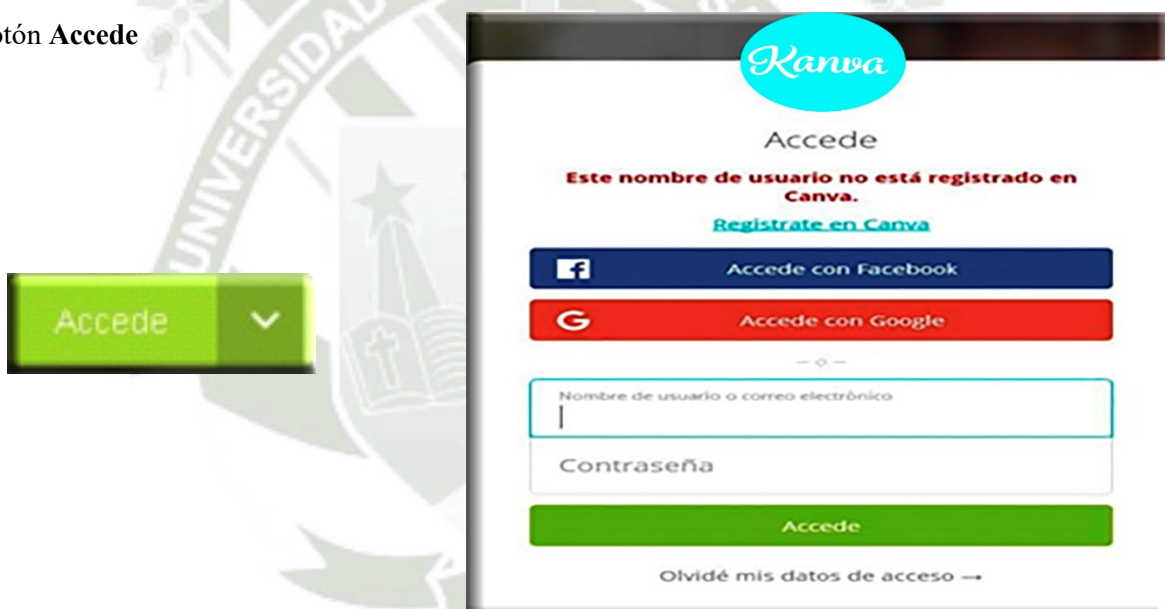 otón Accede
UNIVERSIDAD
Accede
Kanva
Accede
Este nombre de usuario no está registrado en
Canva.
Registrate en Canva
Accede con Facebook
G Accede con Google
— o —
Nombre de usuario o correo electrónico
Contraseña
Accede
Olvidé mis datos de acceso →